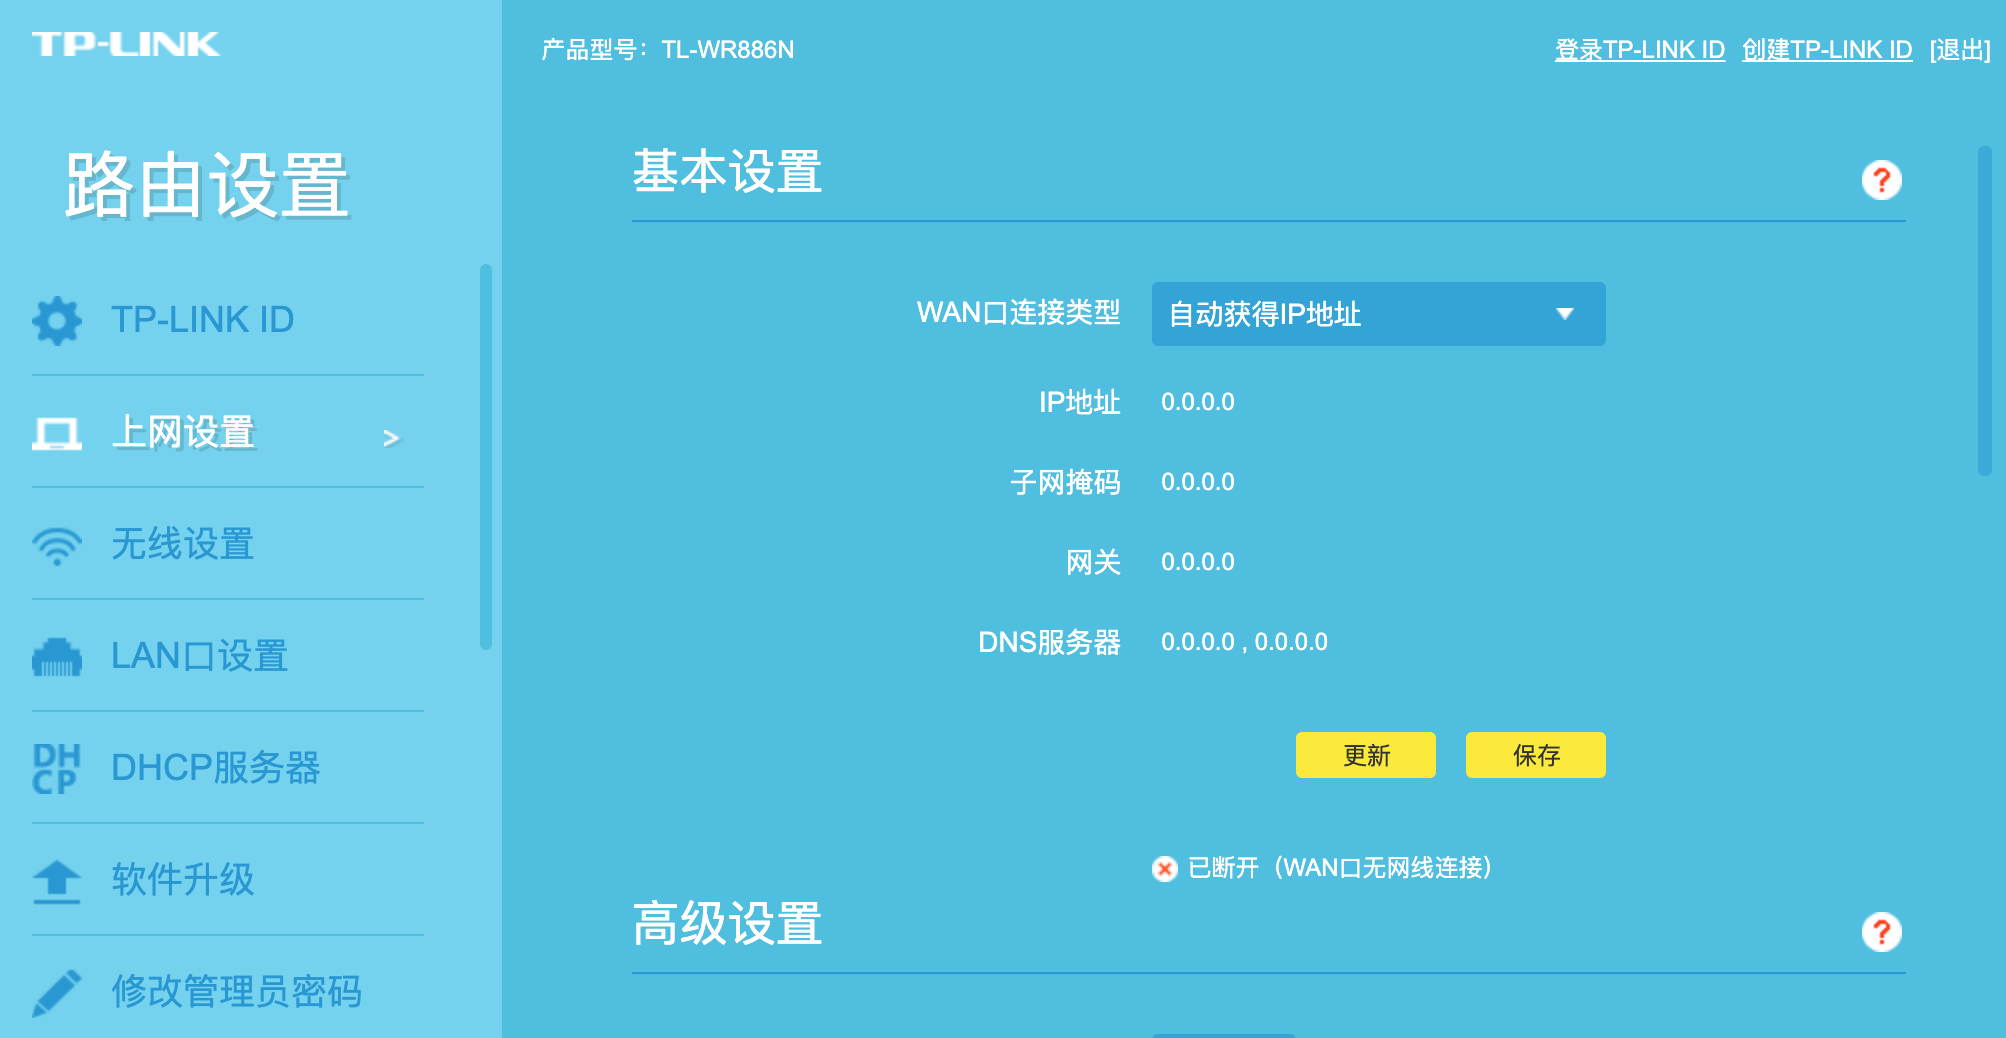 TP-LINK
产品型号：TL-WR886N
登录TP-LINK ID 创建TP-LINK ID [退出]
路由设置
TP-LINK ID
上网设置 >
无线设置
LAN口设置
DHCP
DHCP服务器
软件升级
修改管理员密码
基本设置
?
WAN口连接类型 自动获得IP地址
IP地址 0.0.0.0
子网掩码 0.0.0.0
网关 0.0.0.0
DNS服务器 0.0.0.0 , 0.0.0.0
更新 保存
已断开（WAN口无网线连接）
高级设置
?